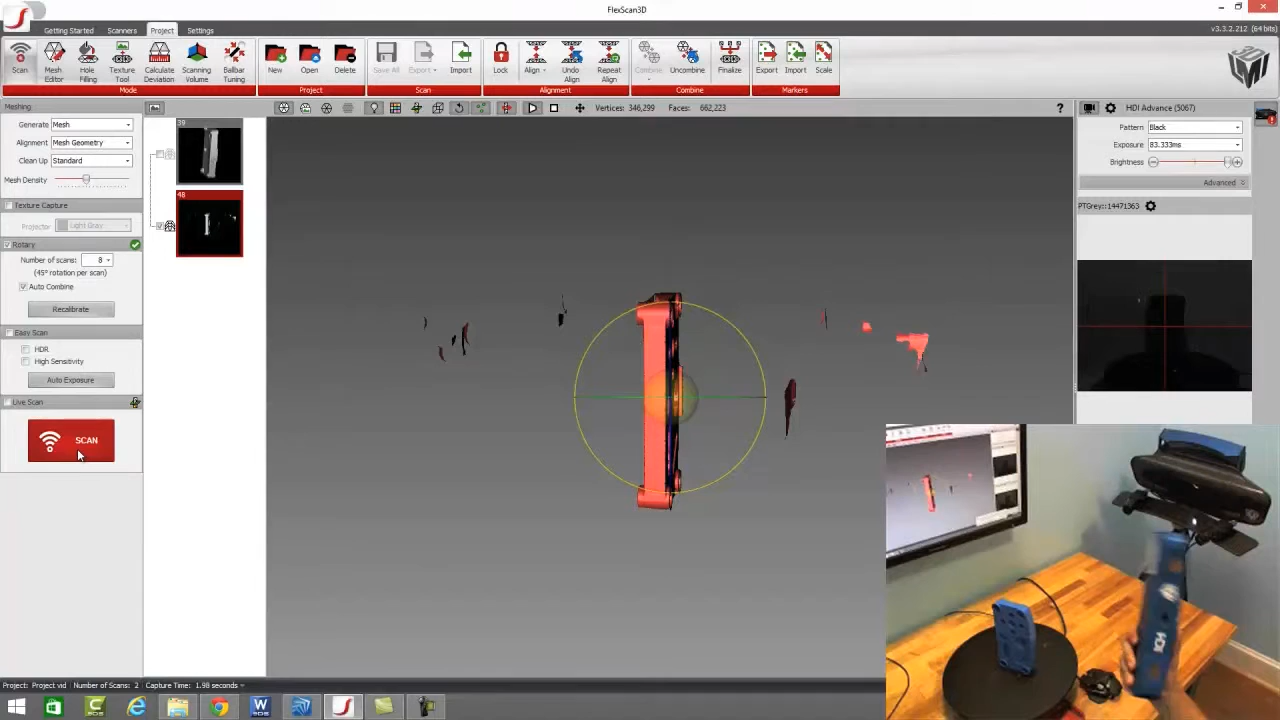 FlexScan3D
Getting Started Scanners Project Settings
v3.3.2.212 (64 bits)
Scan Mesh Editor Hole Filling Texture Tool Calculate Deviation Scanning Volume Ballbar Tuning
New Open Delete
Save All Export Import
Lock Align Undo Align Repeat Align
Combine Uncombine Finalize
Export Import Scale
Mode Project Scan Alignment Combine Markers
Meshing
Vertices: 346,299 Faces: 662,223
?
HDI Advance (5067)
Generate Mesh
Alignment Mesh Geometry
Clean Up Standard
Mesh Density
Texture Capture
Projector Light Gray
Rotary
Number of scans: 8
(45° rotation per scan)
Auto Combine
Recalibrate
Easy Scan
HDR
High Sensitivity
Auto Exposure
Live Scan
SCAN
39
48
Pattern Black
Exposure 83.333ms
Brightness
Advanced
PTGrey::14471363
HDI
Project: Project vid Number of Scans: 2 Capture Time: 1.98 seconds